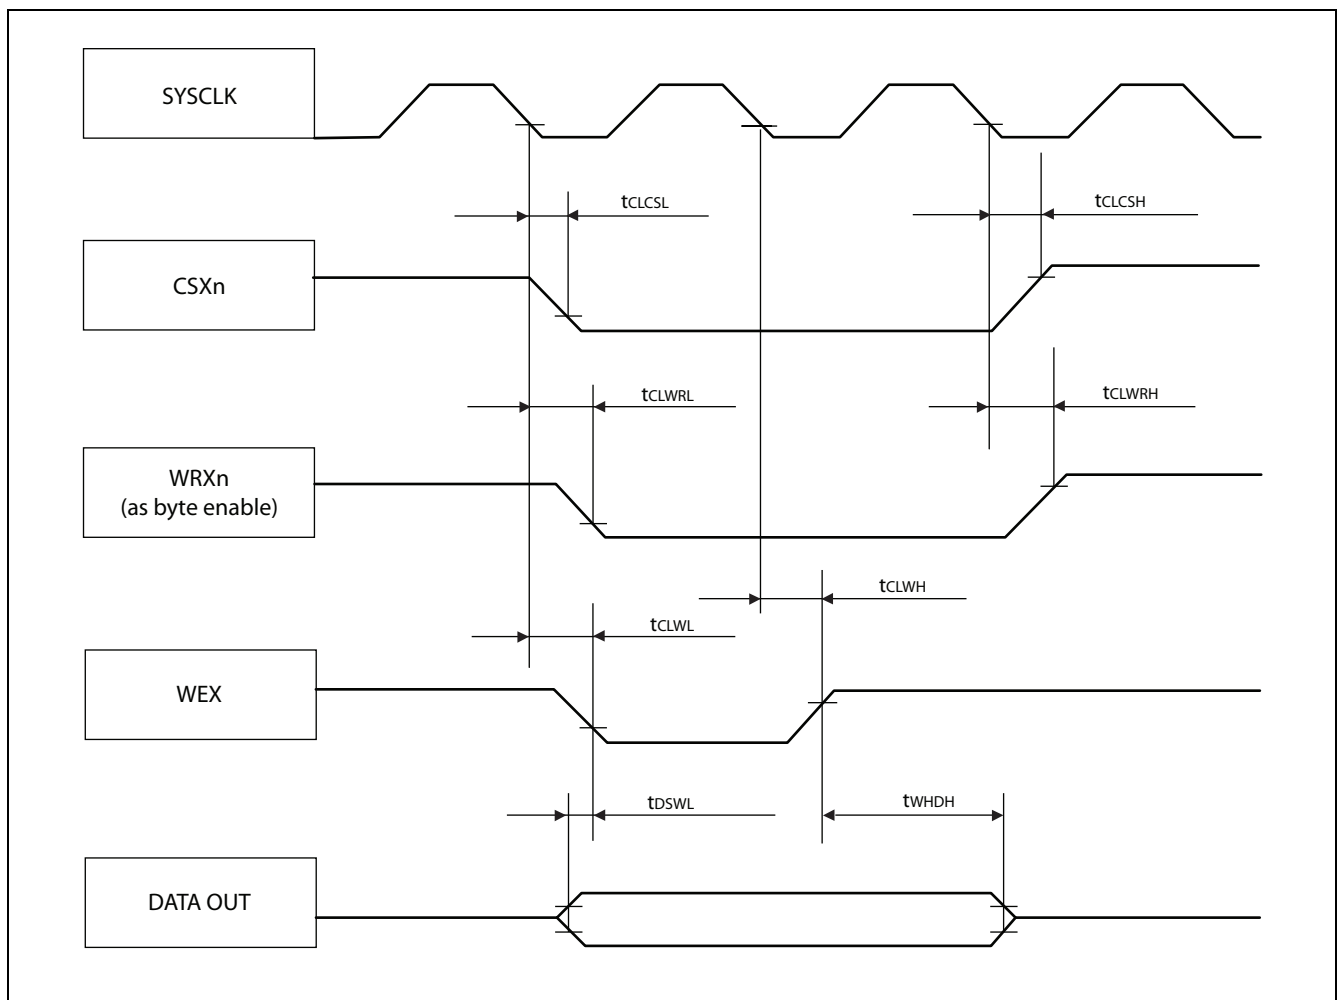 SYSCLK
tCLCSL
tCLCSH
CSXn
tCLWRL
tCLWRH
WRXn
(as byte enable)
tCLWH
tCLWL
WEX
tDSWL
tWHDH
DATA OUT